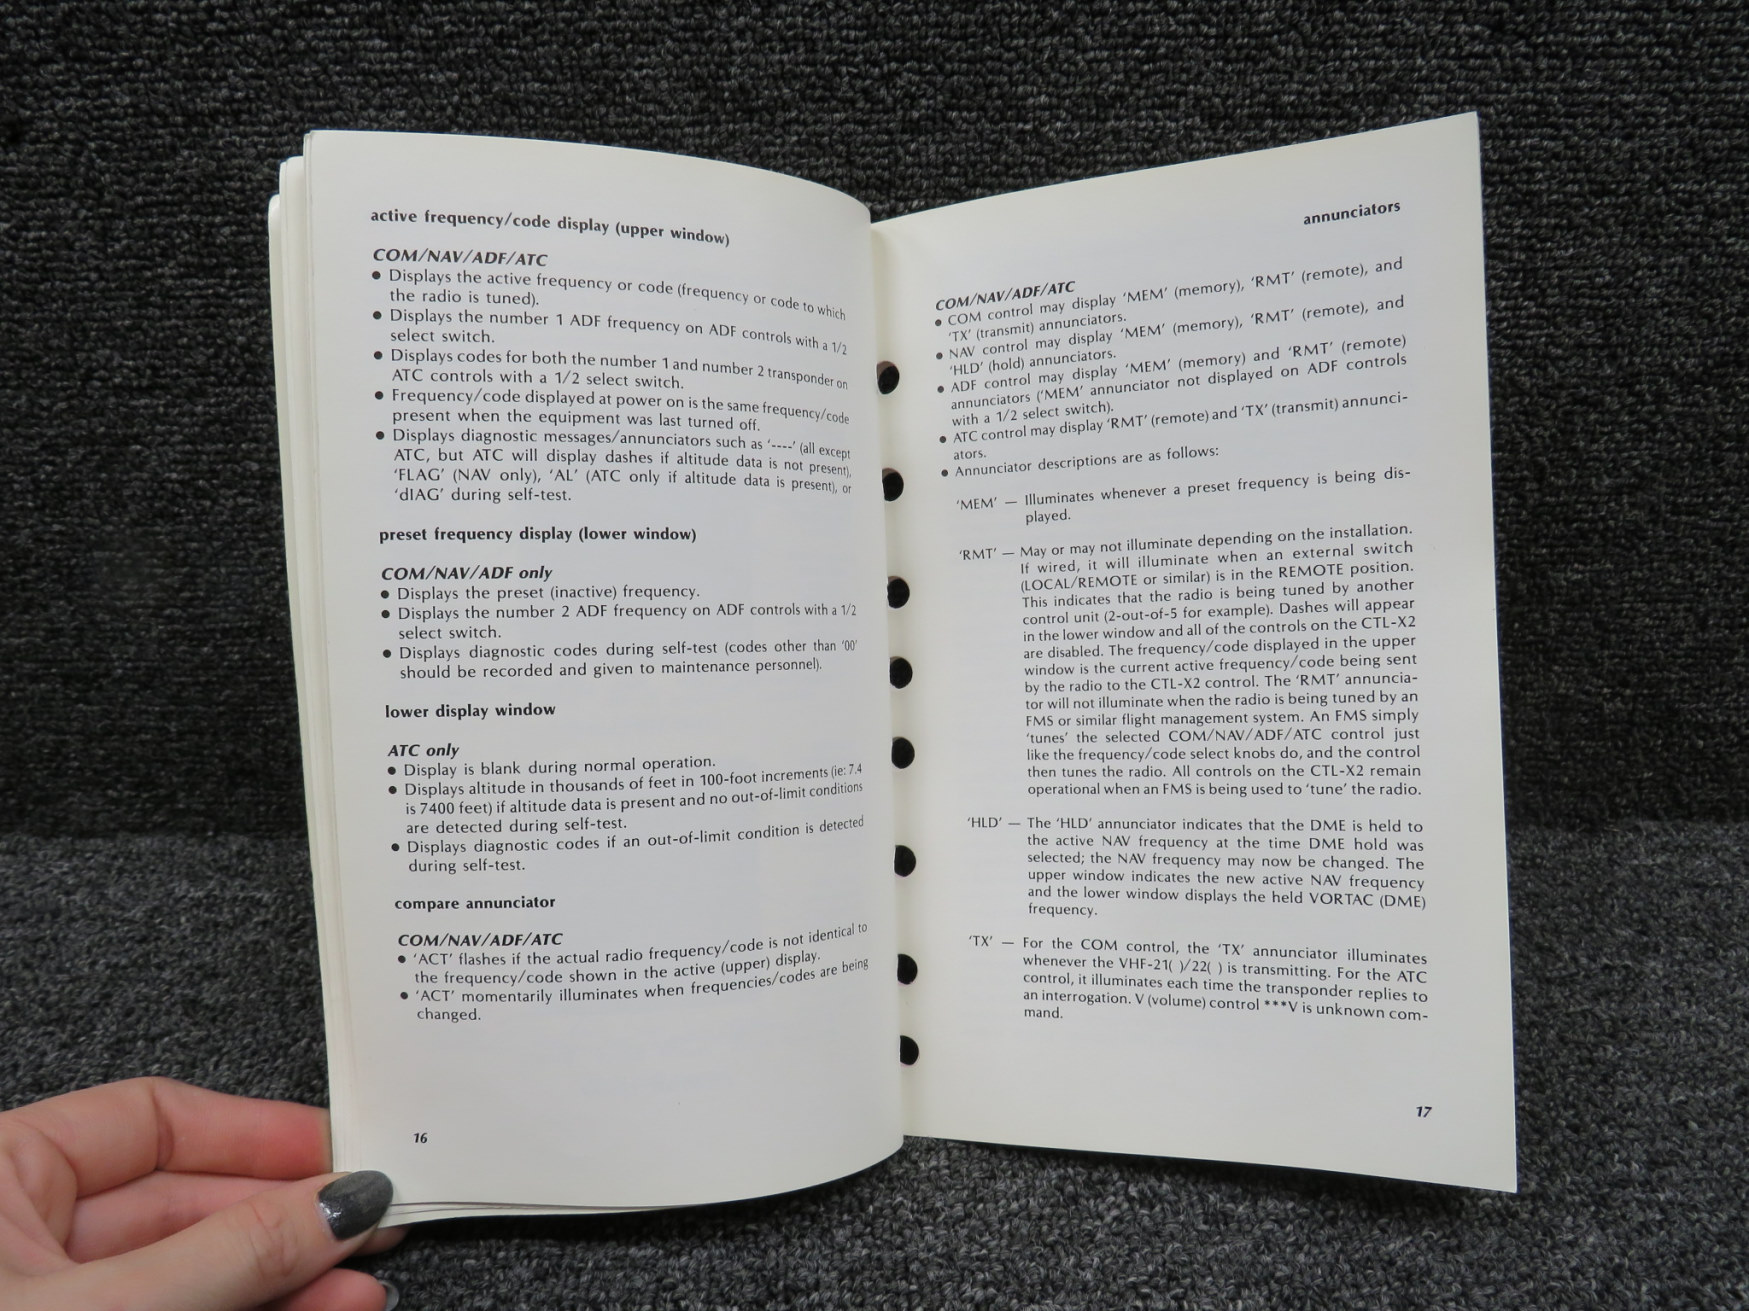 active frequency/code display (upper window)
COM/NAV/ADF/ATC
● Displays the active frequency or code (frequency or code to which
the radio is tuned).
● Displays the number 1 ADF frequency on ADF controls with a 1/2
select switch.
● Displays codes for both the number 1 and number 2 transponder on
ATC controls with a 1/2 select switch.
● Frequency/code displayed at power on is the same frequency/code
present when the equipment was last turned off.
● Displays diagnostic messages/annunciators such as '----' (all except
ATC, but ATC will display dashes if altitude data is not present),
'FLAG' (NAV only), 'AL' (ATC only if altitude data is present), or
'dIAG' during self-test.
preset frequency display (lower window)
COM/NAV/ADF only
● Displays the preset (inactive) frequency.
● Displays the number 2 ADF frequency on ADF controls with a 1/2
select switch.
● Displays diagnostic codes during self-test (codes other than '00'
should be recorded and given to maintenance personnel).
lower display window
ATC only
● Display is blank during normal operation.
● Displays altitude in thousands of feet in 100-foot increments (ie: 7.4
is 7400 feet) if altitude data is present and no out-of-limit conditions
are detected during self-test.
● Displays diagnostic codes if an out-of-limit condition is detected
during self-test.
compare annunciator
COM/NAV/ADF/ATC
● 'ACT' flashes if the actual radio frequency/code is not identical to
the frequency/code shown in the active (upper) display.
● 'ACT' momentarily illuminates when frequencies/codes are being
changed.
16
annunciators
COM/NAV/ADF/ATC
● COM control may display 'MEM' (memory), 'RMT' (remote), and
'TX' (transmit) annunciators.
● NAV control may display 'MEM' (memory), 'RMT' (remote), and
'HLD' (hold) annunciators.
● ADF control may display 'MEM' (memory) and 'RMT' (remote)
annunciators ('MEM' annunciator not displayed on ADF controls
with a 1/2 select switch).
● ATC control may display 'RMT' (remote) and 'TX' (transmit) annunci-
ators.
● Annunciator descriptions are as follows:
'MEM' — Illuminates whenever a preset frequency is being dis-
played.
'RMT' — May or may not illuminate depending on the installation.
If wired, it will illuminate when an external switch
(LOCAL/REMOTE or similar) is in the REMOTE position.
This indicates that the radio is being tuned by another
control unit (2-out-of-5 for example). Dashes will appear
in the lower window and all of the controls on the CTL-X2
are disabled. The frequency/code displayed in the upper
window is the current active frequency/code being sent
by the radio to the CTL-X2 control. The 'RMT' annuncia-
tor will not illuminate when the radio is being tuned by an
FMS or similar flight management system. An FMS simply
'tunes' the selected COM/NAV/ADF/ATC control just
like the frequency/code select knobs do, and the control
then tunes the radio. All controls on the CTL-X2 remain
operational when an FMS is being used to 'tune' the radio.
'HLD' — The 'HLD' annunciator indicates that the DME is held to
the active NAV frequency at the time DME hold was
selected; the NAV frequency may now be changed. The
upper window indicates the new active NAV frequency
and the lower window displays the held VORTAC (DME)
frequency.
'TX' — For the COM control, the 'TX' annunciator illuminates
whenever the VHF-21( )/22( ) is transmitting. For the ATC
control, it illuminates each time the transponder replies to
an interrogation. V (volume) control ***V is unknown com-
mand.
17